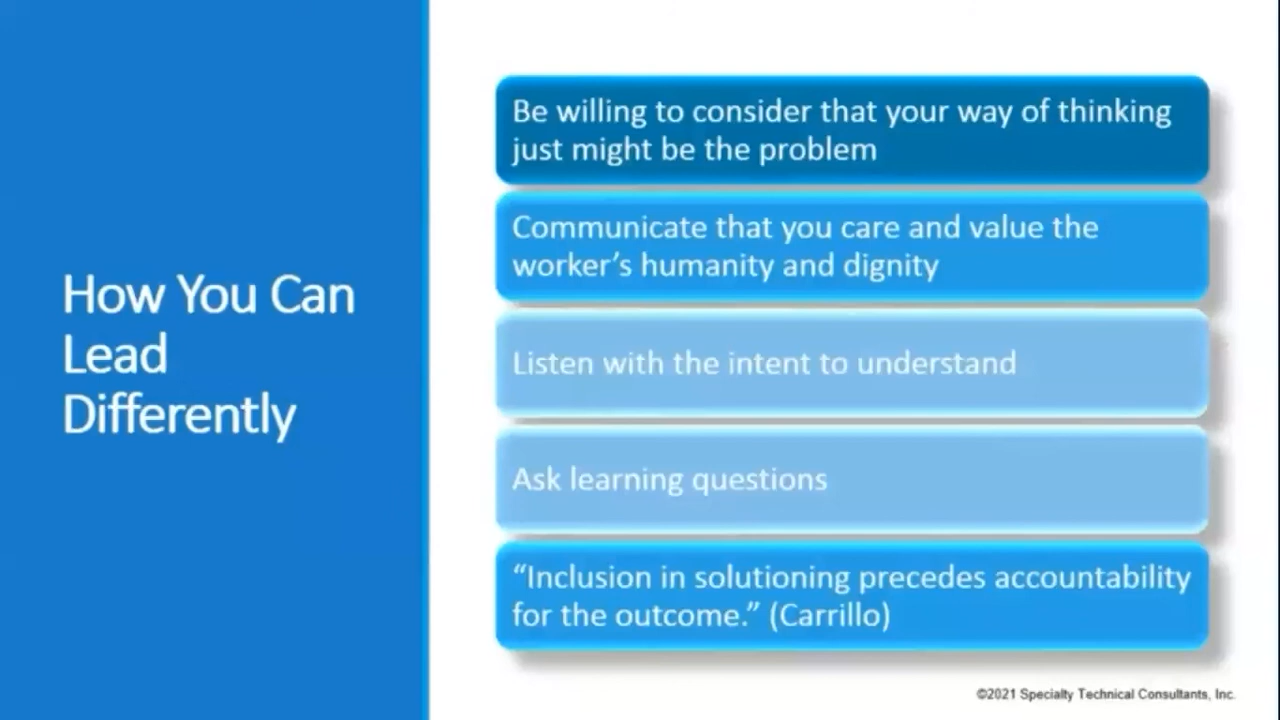 How You Can
Lead
Differently
Be willing to consider that your way of thinking
just might be the problem
Communicate that you care and value the
worker’s humanity and dignity
Listen with the intent to understand
Ask learning questions
“Inclusion in solutioning precedes accountability
for the outcome.” (Carrillo)
©2021 Specialty Technical Consultants, Inc.